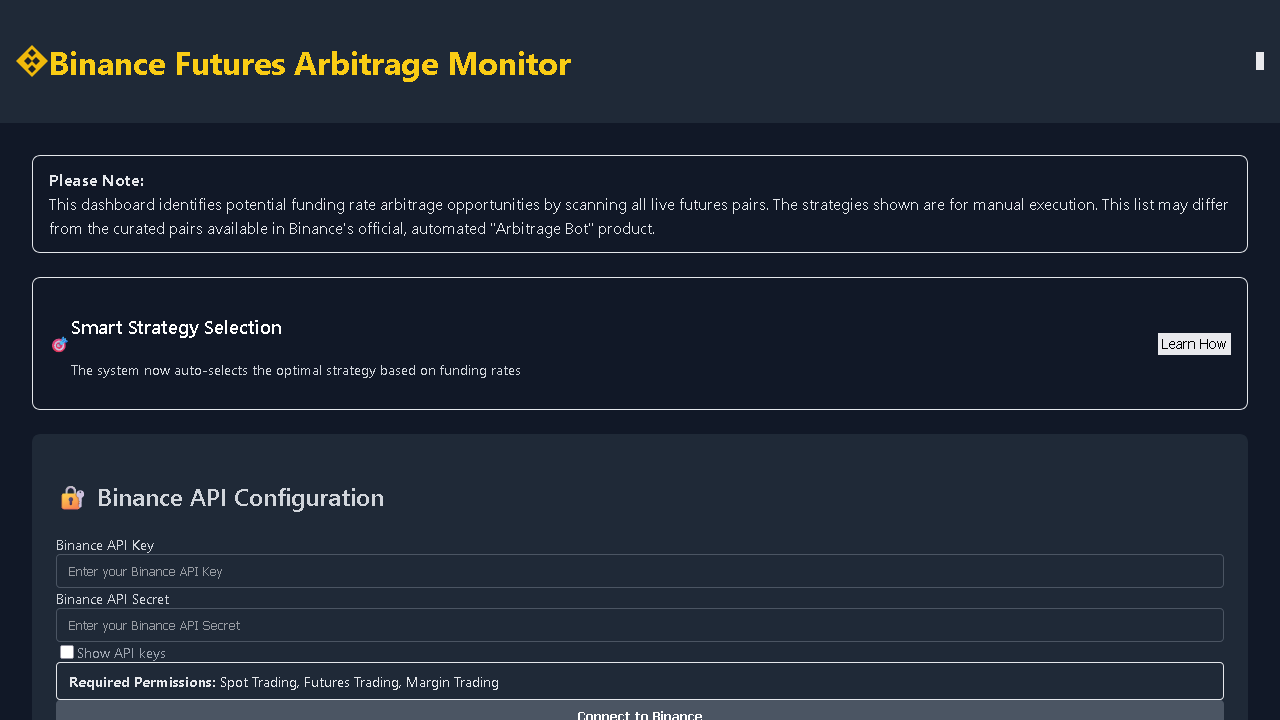 Binance Futures Arbitrage Monitor
Please Note:
This dashboard identifies potential funding rate arbitrage opportunities by scanning all live futures pairs. The strategies shown are for manual execution. This list may differ
from the curated pairs available in Binance's official, automated "Arbitrage Bot" product.
Smart Strategy Selection
The system now auto-selects the optimal strategy based on funding rates
Learn How
Binance API Configuration
Binance API Key
Enter your Binance API Key
Binance API Secret
Enter your Binance API Secret
Show API keys
Required Permissions: Spot Trading, Futures Trading, Margin Trading
Connect to Binance